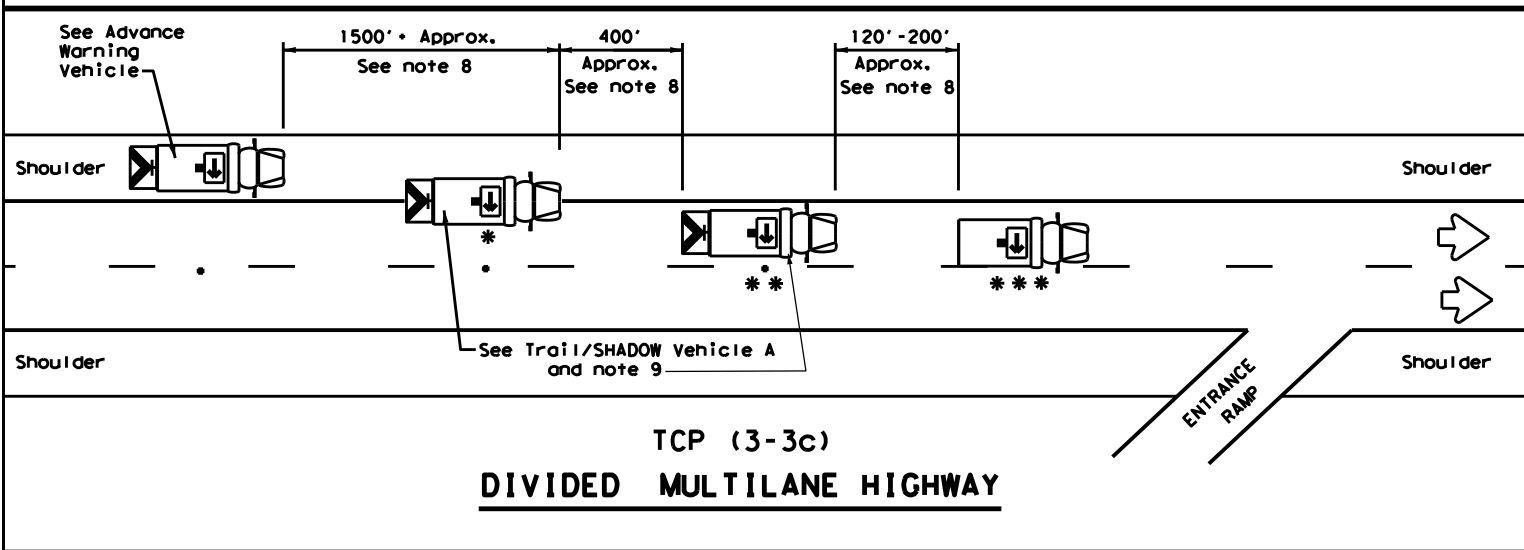 See Advance
Warning
Vehicle
1500'+ Approx.
See note 8
400'
Approx.
See note 8
120'-200'
Approx.
See note 8
Shoulder
Shoulder
*
* *
* * *
See Trail/SHADOW Vehicle A
and note 9
Shoulder
Shoulder
ENTRANCE
RAMP
TCP (3-3c)
DIVIDED MULTILANE HIGHWAY